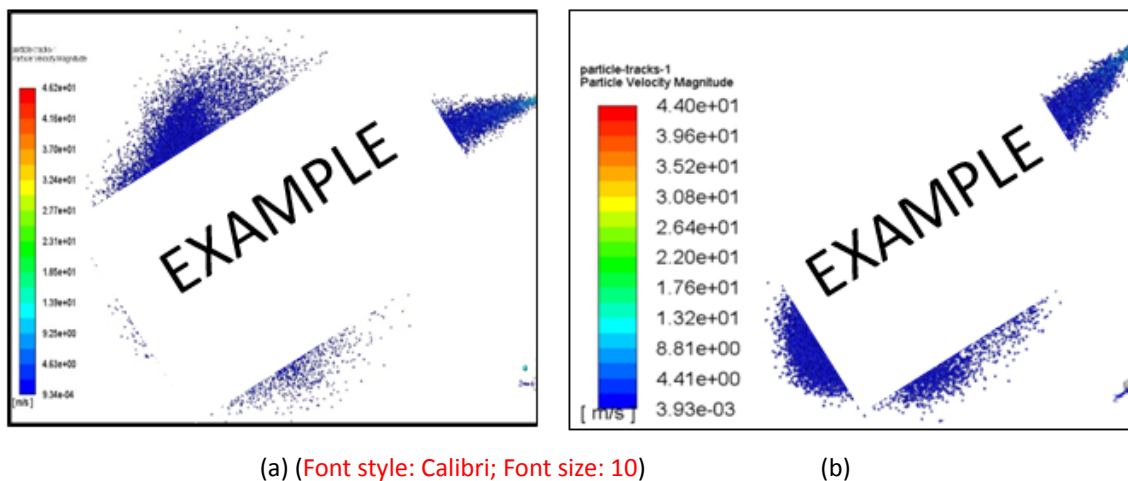 particle-tracks-1
Particle Velocity Magnitude
4.62e+01
4.16e+01
3.70e+01
3.24e+01
2.77e+01
2.31e+01
1.85e+01
1.39e+01
9.25e+00
4.63e+00
9.34e-04
[m/s]
EXAMPLE
particle-tracks-1
Particle Velocity Magnitude
4.40e+01
3.96e+01
3.52e+01
3.08e+01
2.64e+01
2.20e+01
1.76e+01
1.32e+01
8.81e+00
4.41e+00
3.93e-03
[ m/s ]
EXAMPLE
(a) (Font style: Calibri; Font size: 10)
(b)